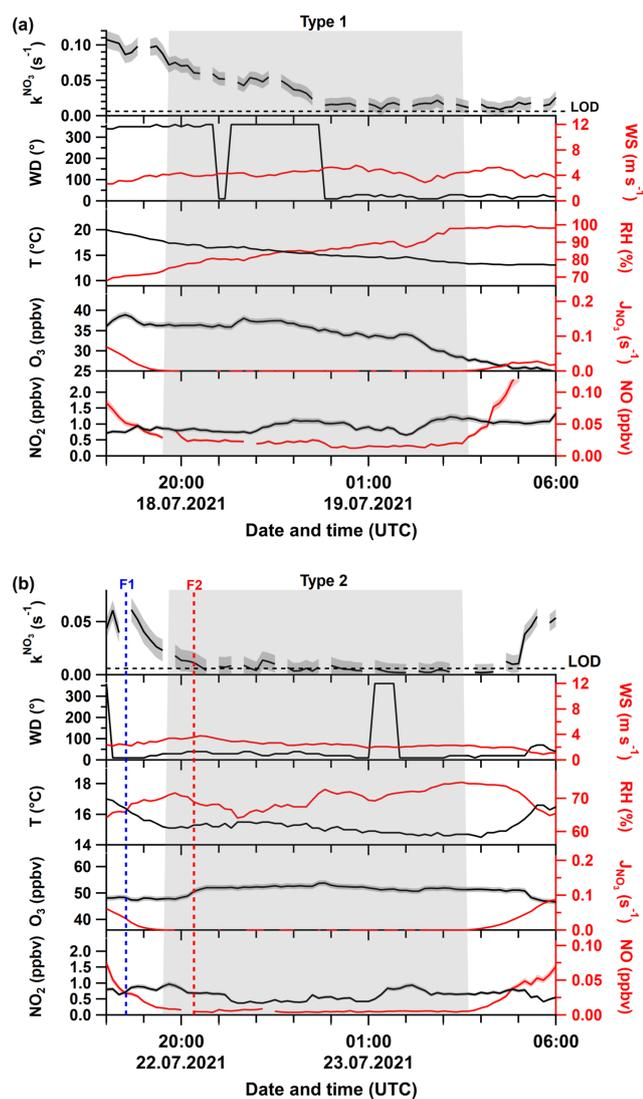 (a)
Type 1
k^NO₃ (s⁻¹)
0.10
0.05
0.00
LOD
WD (°)
300
200
100
0
12
8
4
0
WS (m s⁻¹)
T (°C)
20
15
10
100
90
80
70
RH (%)
O₃ (ppbv)
40
35
30
25
0.2
0.1
0.0
J_NO₃ (s⁻¹)
NO₂ (ppbv)
2.0
1.5
1.0
0.5
0.0
0.10
0.05
0.00
NO (ppbv)
20:00 01:00 06:00
18.07.2021 19.07.2021
Date and time (UTC)
(b)
Type 2
F1 F2
k^NO₃ (s⁻¹)
0.05
0.00
LOD
WD (°)
300
200
100
0
12
8
4
0
WS (m s⁻¹)
T (°C)
18
16
14
70
60
RH (%)
O₃ (ppbv)
60
50
40
0.2
0.1
0.0
J_NO₃ (s⁻¹)
NO₂ (ppbv)
2.0
1.5
1.0
0.5
0.0
0.10
0.05
0.00
NO (ppbv)
20:00 01:00 06:00
22.07.2021 23.07.2021
Date and time (UTC)